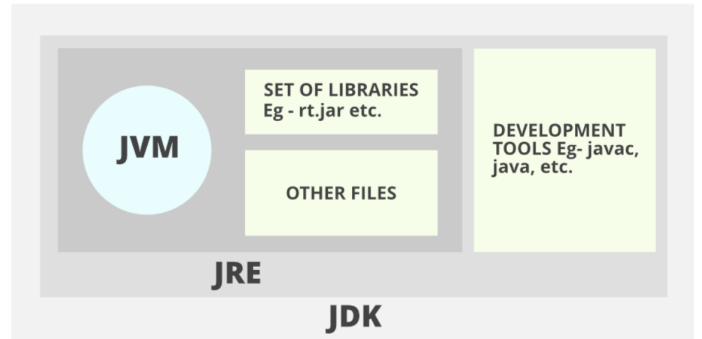 JVM
SET OF LIBRARIES
Eg - rt.jar etc.
OTHER FILES
DEVELOPMENT
TOOLS Eg- javac,
java, etc.
JRE
JDK